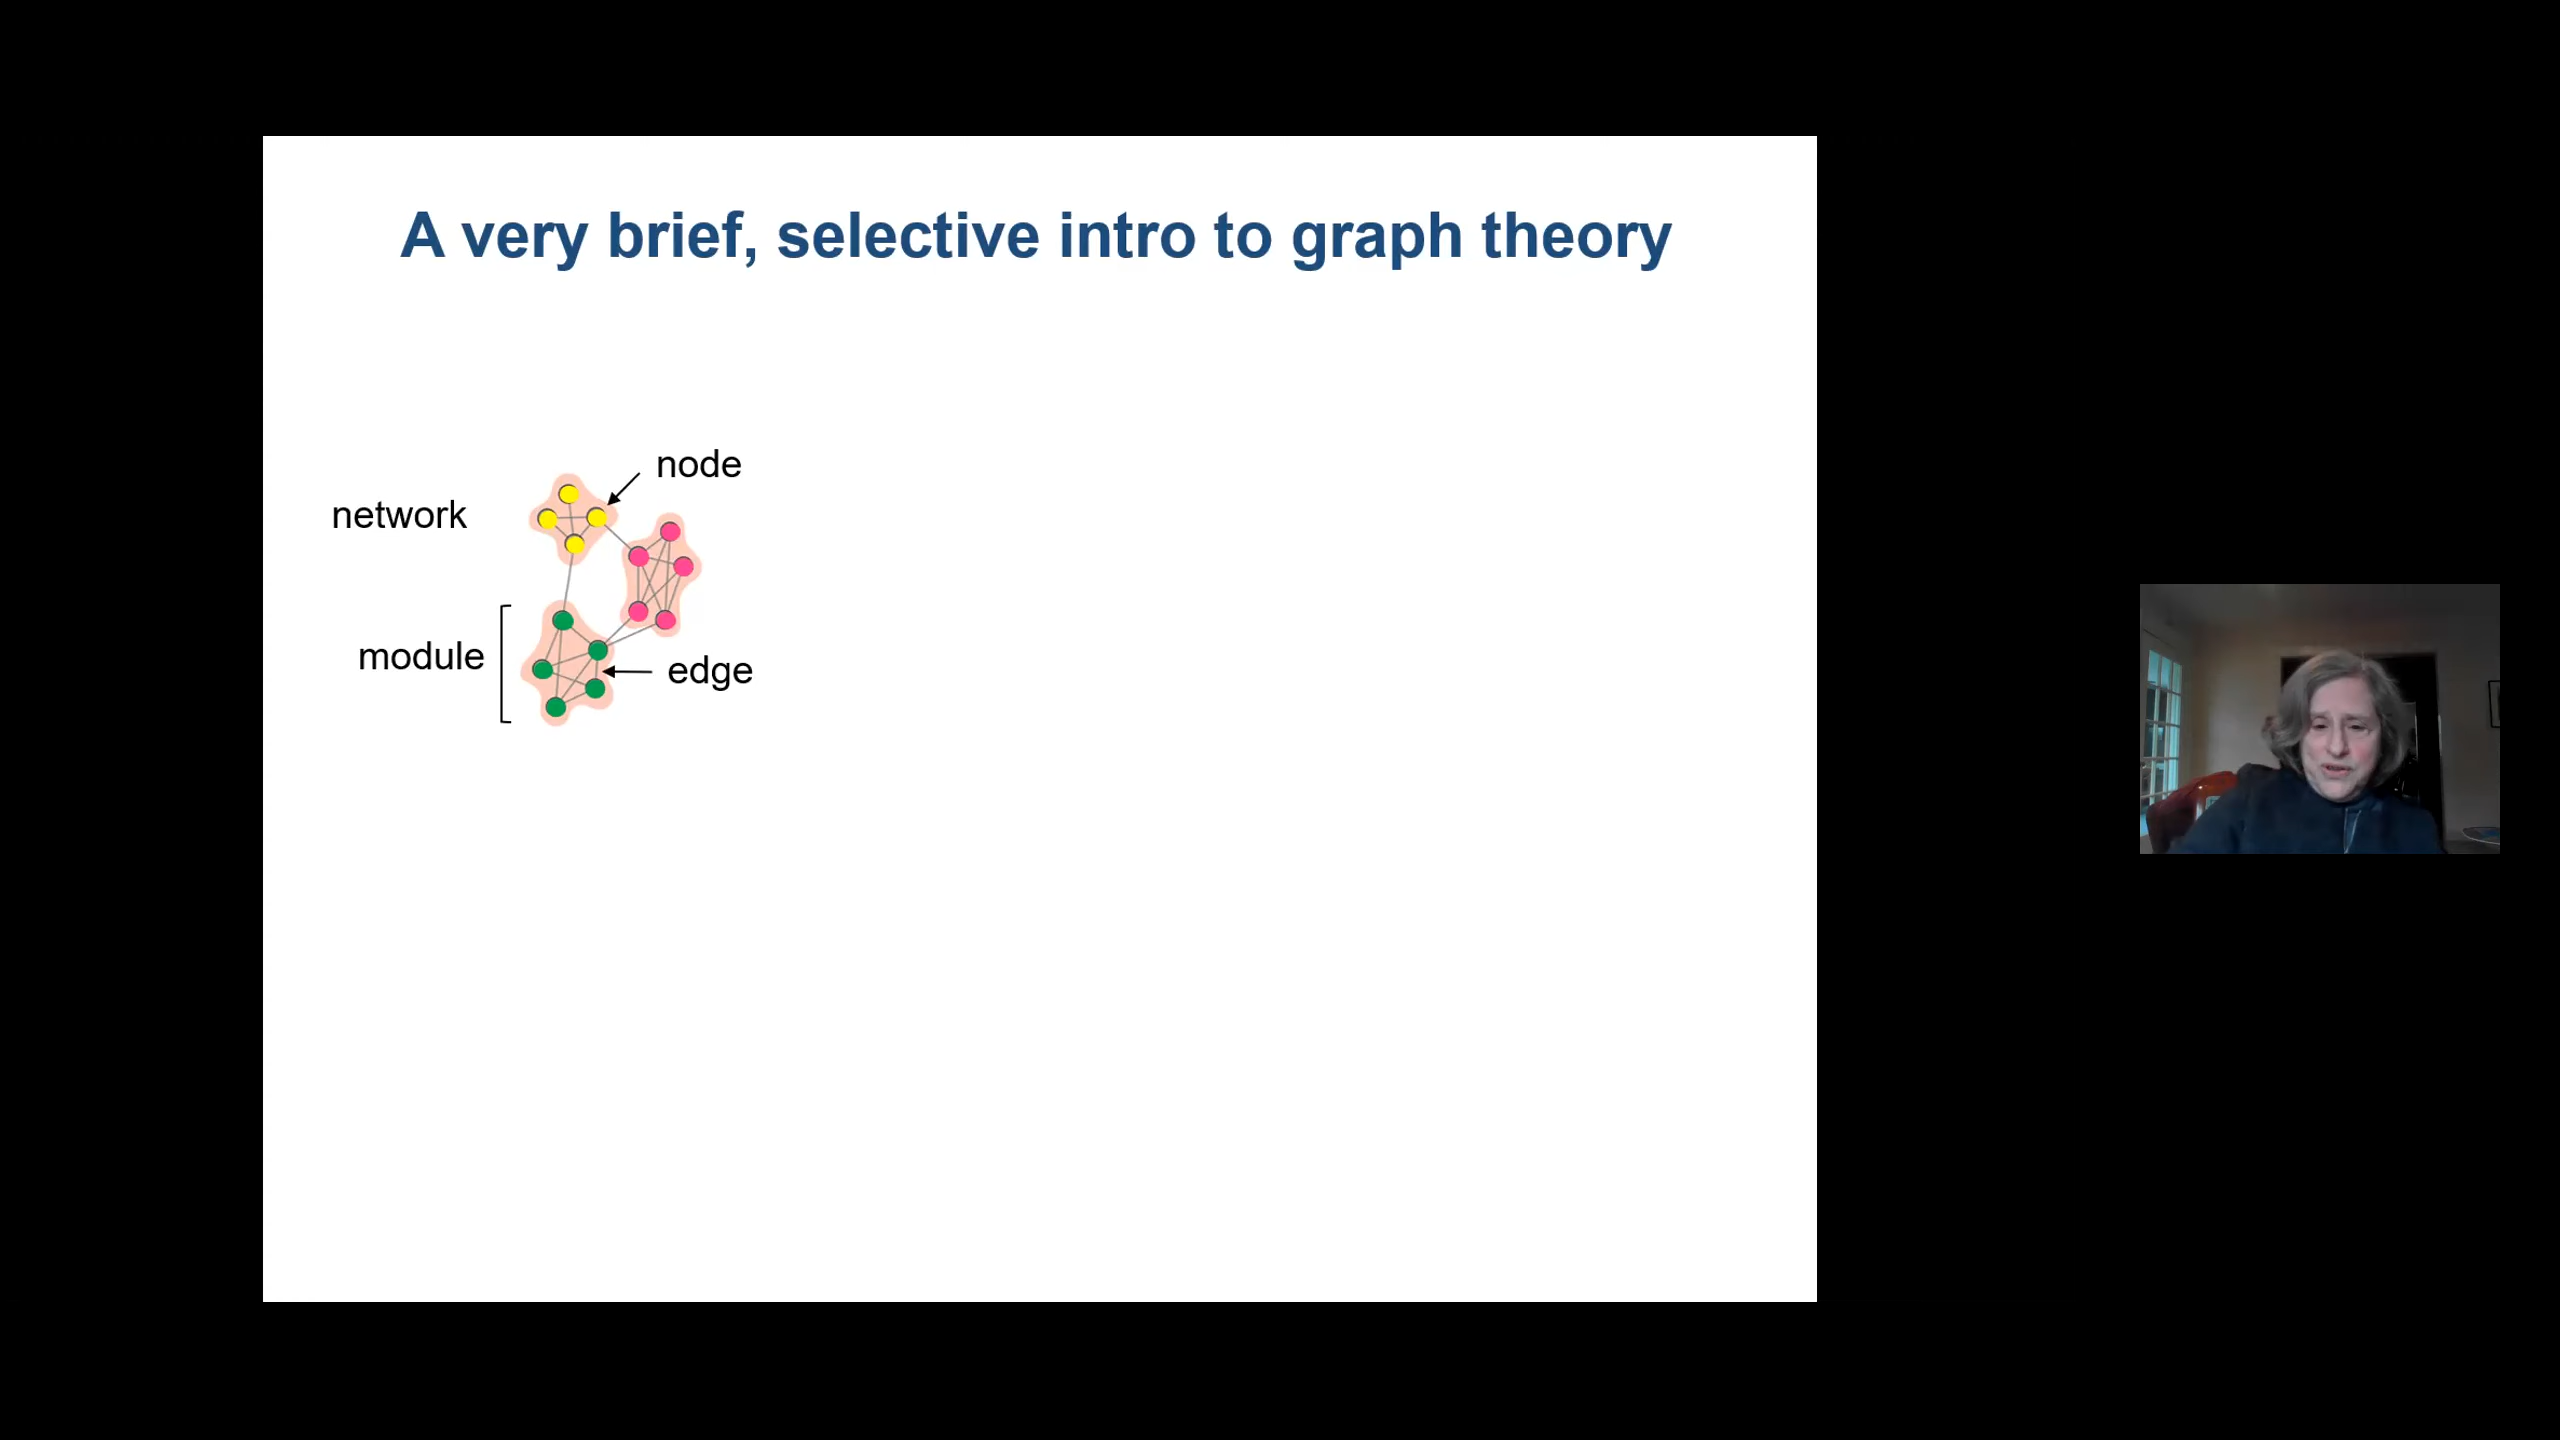 A very brief, selective intro to graph theory
node
network
module
edge